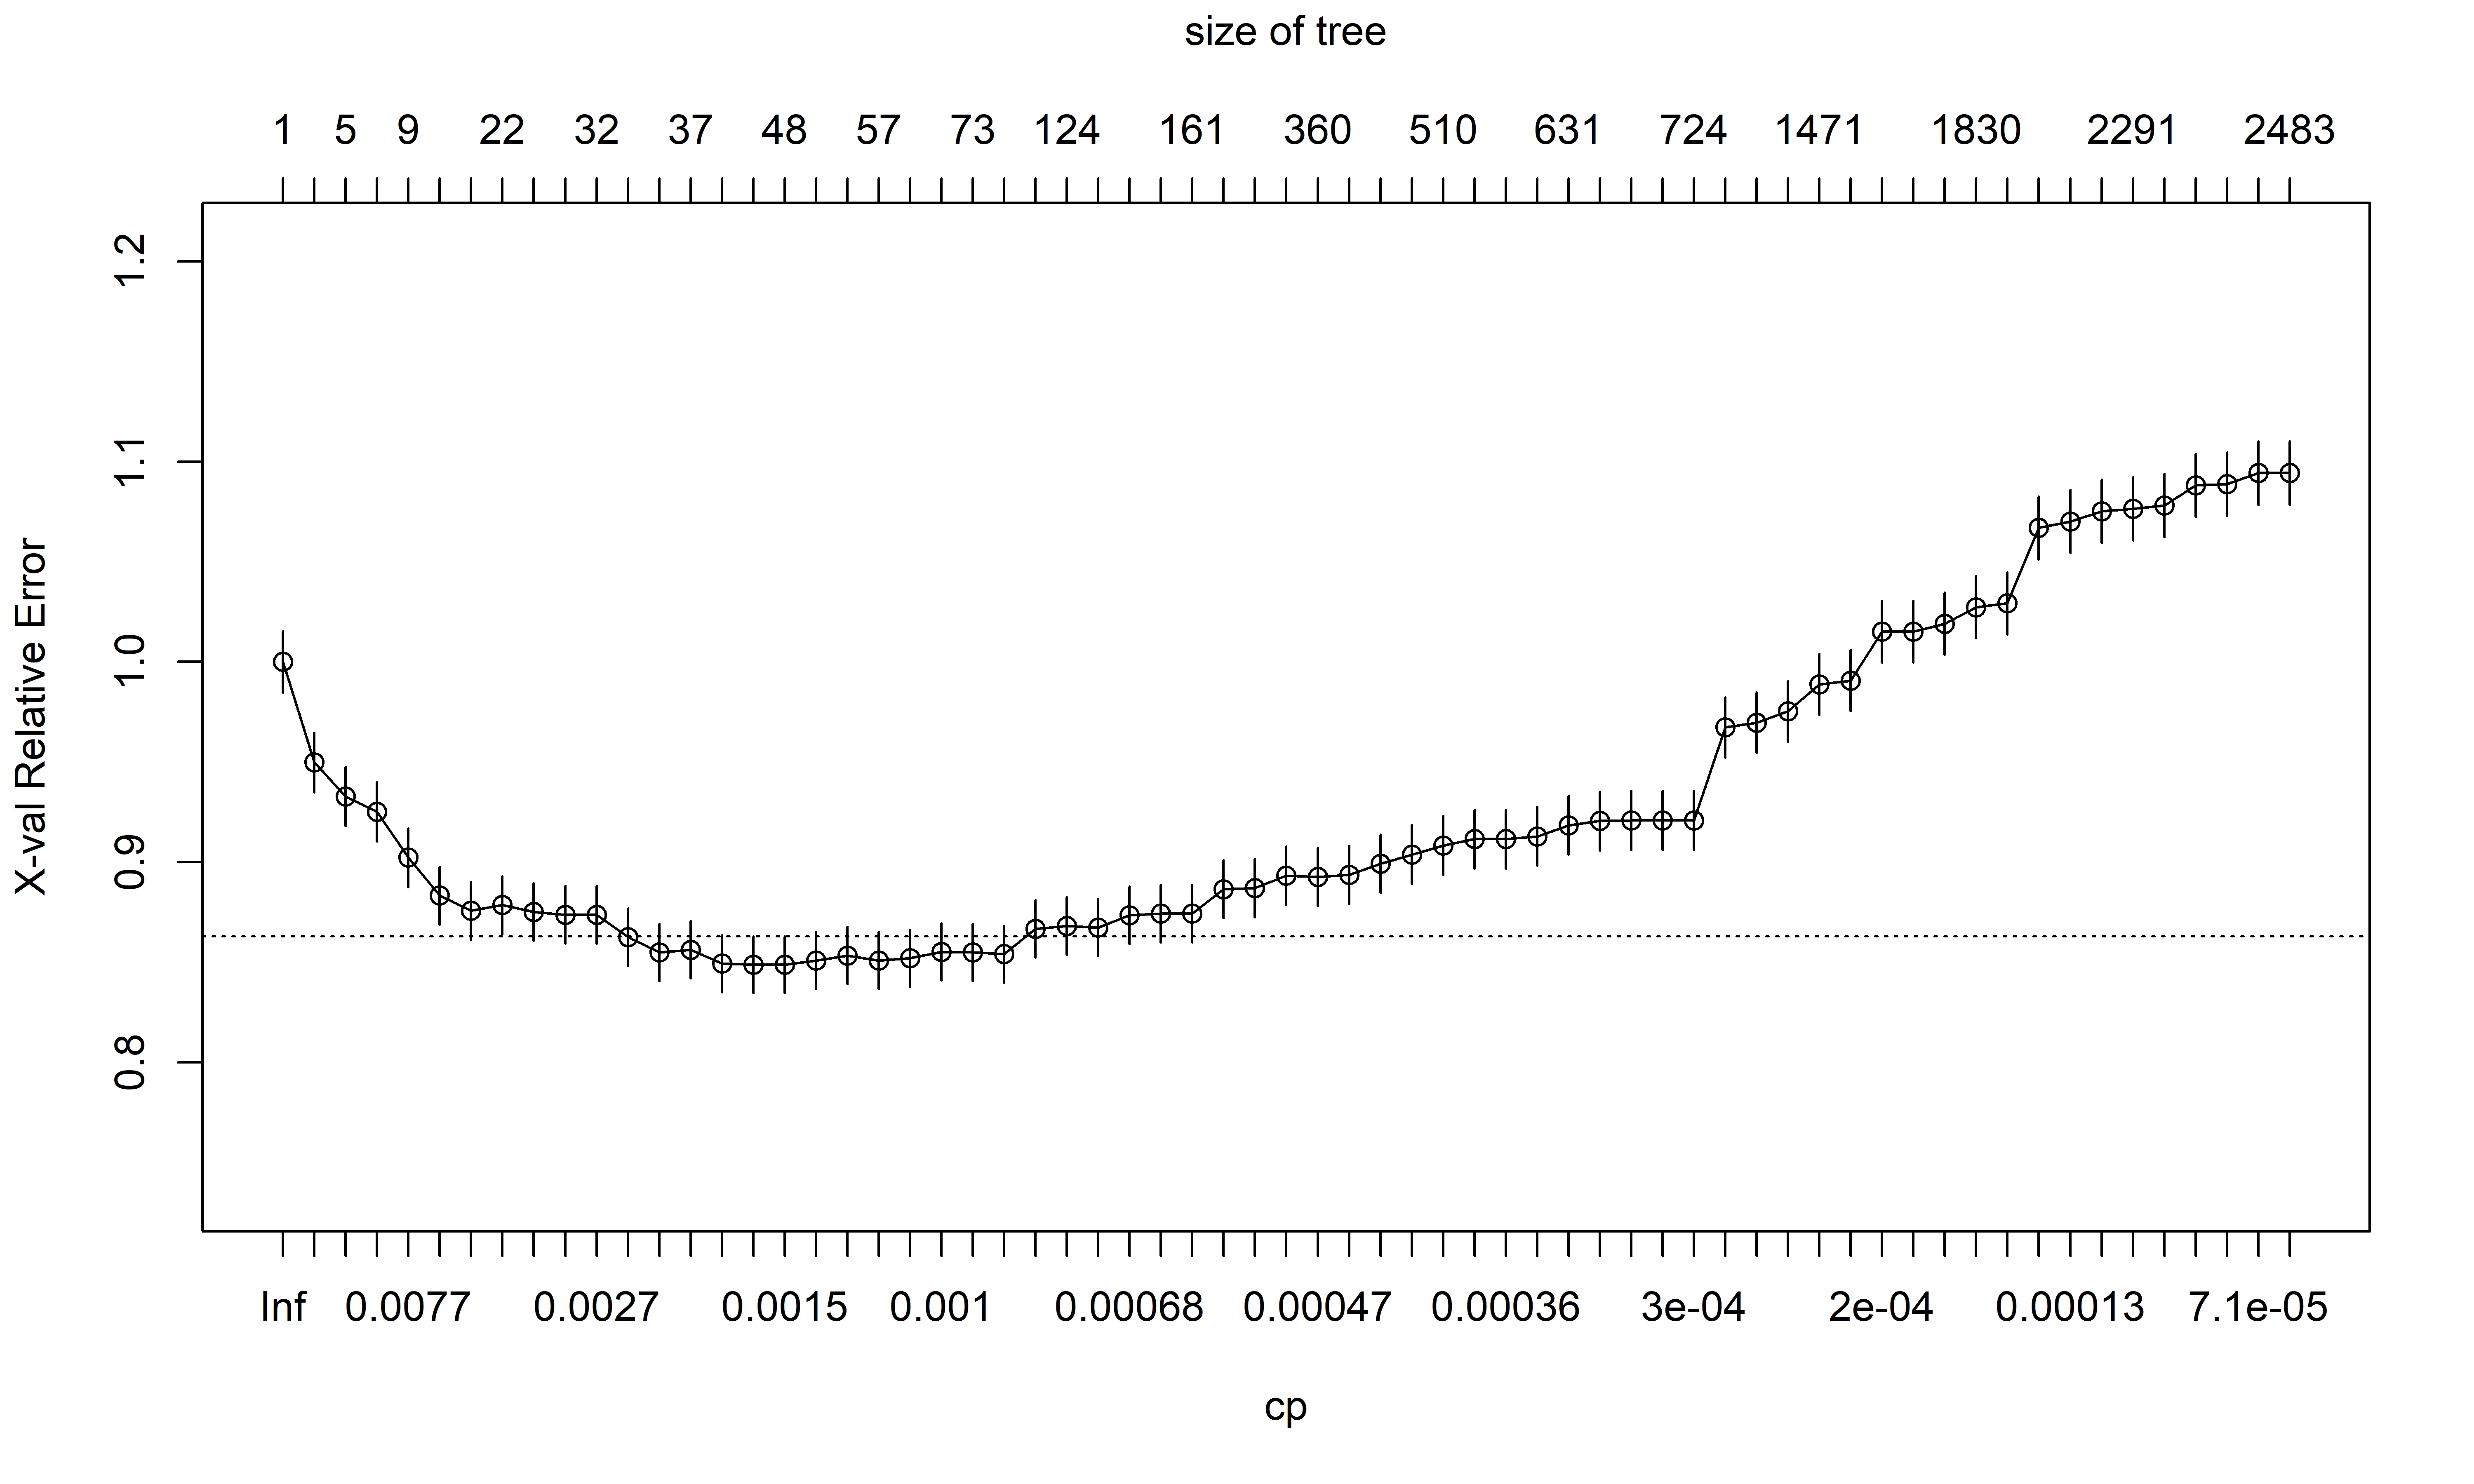 size of tree
1 5 9 22 32 37 48 57 73 124 161 360 510 631 724 1471 1830 2291 2483
X-val Relative Error
1.2
1.1
1.0
0.9
0.8
Inf 0.0077 0.0027 0.0015 0.001 0.00068 0.00047 0.00036 3e-04 2e-04 0.00013 7.1e-05
cp